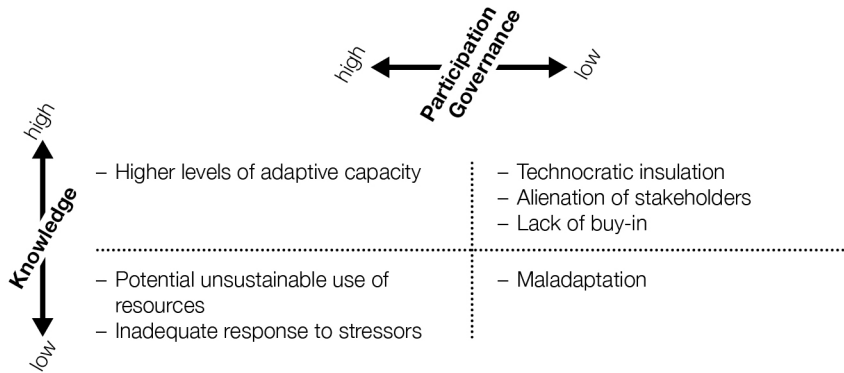 high
Participation
Governance
low
high
Knowledge
low
– Higher levels of adaptive capacity
– Technocratic insulation
– Alienation of stakeholders
– Lack of buy-in
– Potential unsustainable use of
resources
– Inadequate response to stressors
– Maladaptation